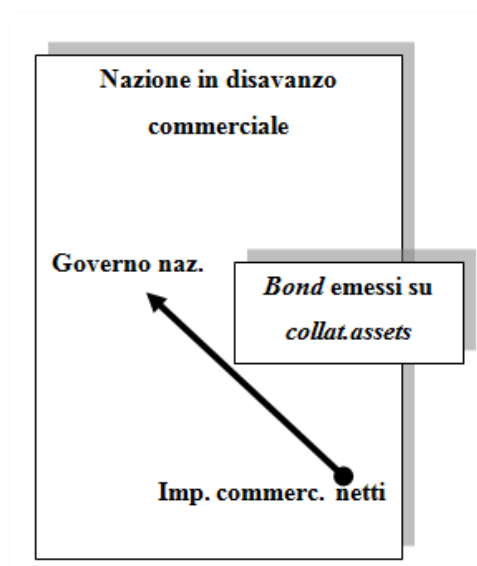 Nazione in disavanzo
commerciale
Governo naz.
Bond emessi su
collat.assets
Imp. commerc. netti